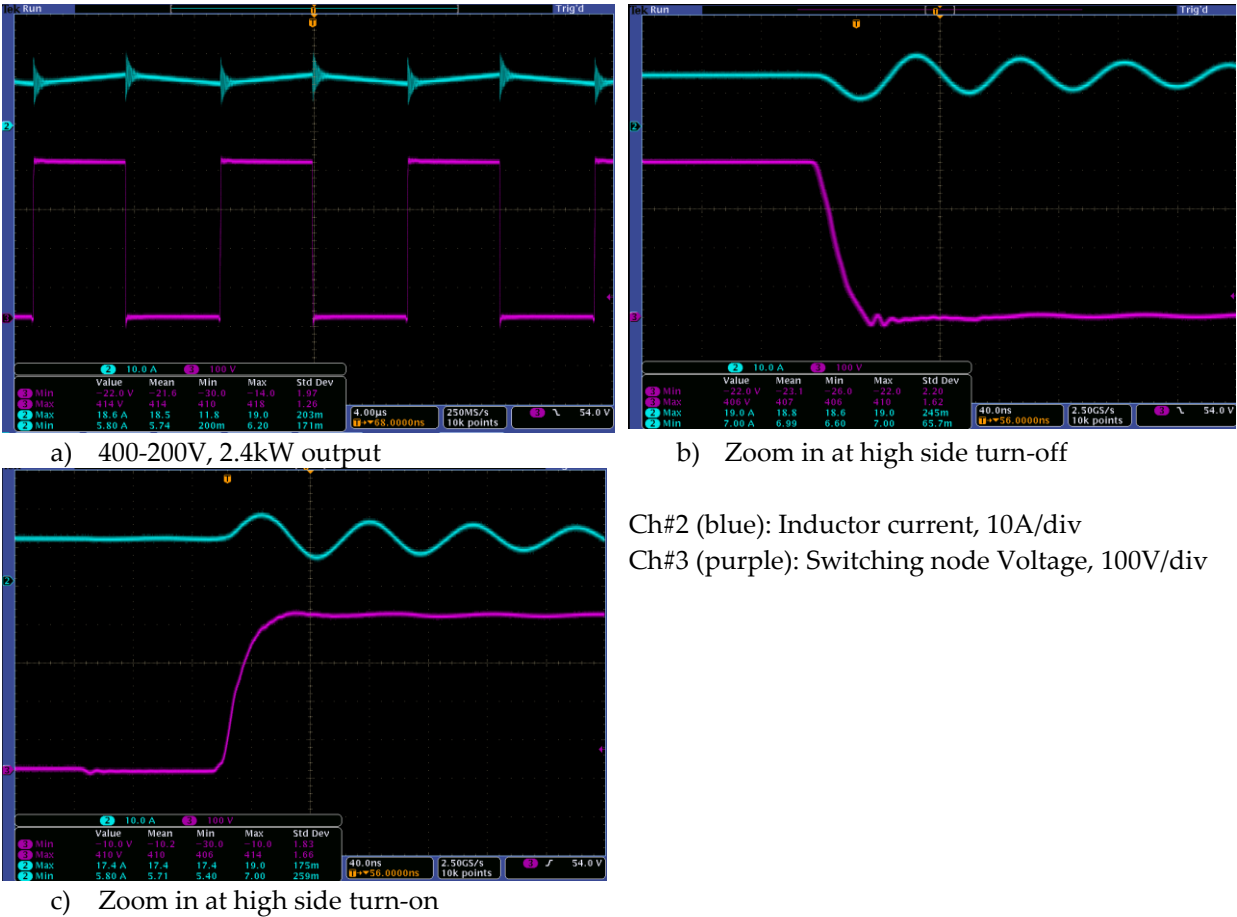 Tek Run Trig'd
2 10.0 A 3 100 V
Value Mean Min Max Std Dev
3 Min −22.0 V −21.6 −30.0 −14.0 1.07
3 Max 414 V 414 410 418 1.26
2 Max 18.6 A 18.5 11.8 19.0 203m
2 Min 5.80 A 5.74 200m 6.20 171m
4.00µs 250MS/s 3 54.0 V
T→▼68.0000ns 10k points
a) 400-200V, 2.4kW output
Tek Run Trig'd
2 10.0 A 3 100 V
Value Mean Min Max Std Dev
3 Min −22.0 V −23.1 −26.0 −22.0 2.20
3 Max 406 V 407 406 410 1.62
2 Max 19.0 A 18.8 18.6 19.0 245m
2 Min 7.00 A 6.99 6.60 7.00 65.7m
40.0ns 2.50GS/s 3 54.0 V
T→▼56.0000ns 10k points
b) Zoom in at high side turn-off
Ch#2 (blue): Inductor current, 10A/div
Ch#3 (purple): Switching node Voltage, 100V/div
2 10.0 A 3 100 V
Value Mean Min Max Std Dev
3 Min −10.0 V −10.2 −30.0 −10.0 1.83
3 Max 410 V 410 406 414 1.66
2 Max 17.4 A 17.4 17.4 19.0 175m
2 Min 5.80 A 5.71 5.40 7.00 259m
40.0ns 2.50GS/s 3 54.0 V
T→▼56.0000ns 10k points
c) Zoom in at high side turn-on